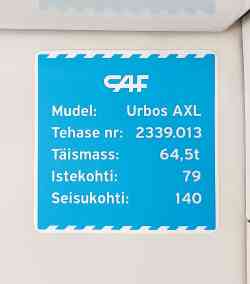 CAF
Mudel: Urbos AXL
Tehase nr: 2339.013
Täismass: 64,5t
Istekohti: 79
Seisukohti: 140